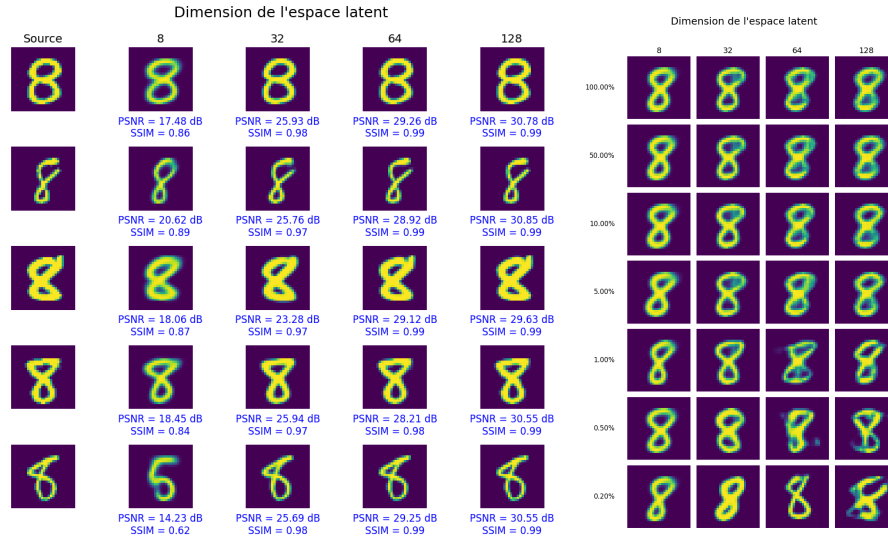 Dimension de l'espace latent
Source 8 32 64 128
PSNR = 17.48 dB PSNR = 25.93 dB PSNR = 29.26 dB PSNR = 30.78 dB
SSIM = 0.86 SSIM = 0.98 SSIM = 0.99 SSIM = 0.99
PSNR = 20.62 dB PSNR = 25.76 dB PSNR = 28.92 dB PSNR = 30.85 dB
SSIM = 0.89 SSIM = 0.97 SSIM = 0.99 SSIM = 0.99
PSNR = 18.06 dB PSNR = 23.28 dB PSNR = 29.12 dB PSNR = 29.63 dB
SSIM = 0.87 SSIM = 0.97 SSIM = 0.99 SSIM = 0.99
PSNR = 18.45 dB PSNR = 25.94 dB PSNR = 28.21 dB PSNR = 30.55 dB
SSIM = 0.84 SSIM = 0.97 SSIM = 0.98 SSIM = 0.99
PSNR = 14.23 dB PSNR = 25.69 dB PSNR = 29.25 dB PSNR = 30.55 dB
SSIM = 0.62 SSIM = 0.98 SSIM = 0.99 SSIM = 0.99
Dimension de l'espace latent
8 32 64 128
100.00%
50.00%
10.00%
5.00%
1.00%
0.50%
0.20%